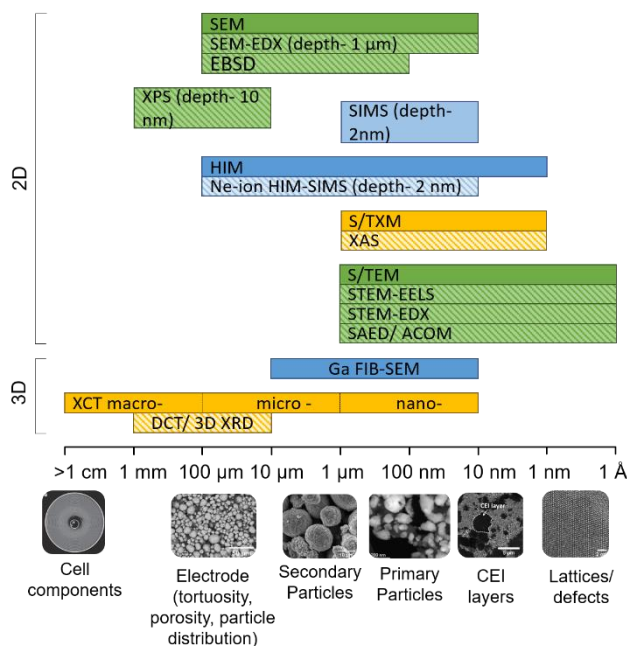 SEM
SEM-EDX (depth- 1 µm)
EBSD
XPS (depth- 10
nm)
SIMS (depth-
2nm)
HIM
Ne-ion HIM-SIMS (depth- 2 nm)
S/TXM
XAS
S/TEM
STEM-EELS
STEM-EDX
SAED/ ACOM
2D
Ga FIB-SEM
XCT macro- micro - nano-
DCT/ 3D XRD
3D
>1 cm 1 mm 100 µm 10 µm 1 µm 100 nm 10 nm 1 nm 1 Å
CEI layer
Cell
components
Electrode
(tortuosity,
porosity, particle
distribution)
Secondary
Particles
Primary
Particles
CEI
layers
Lattices/
defects